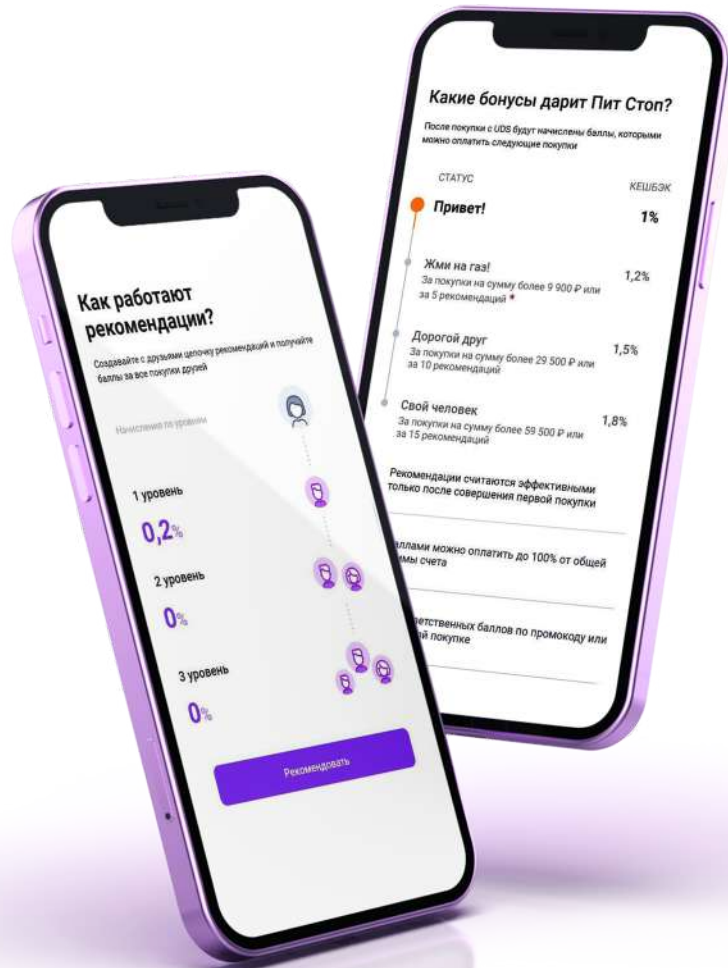 Как работают
рекомендации?
Создавайте с друзьями цепочку рекомендаций и получайте
баллы за все покупки друзей
Начисления по уровням
1 уровень
0,2%
2 уровень
0%
3 уровень
0%
Рекомендовать
Какие бонусы дарит Пит Стоп?
После покупки с UDS будут начислены баллы, которыми
можно оплатить следующие покупки
СТАТУС КЕШБЭК
Привет! 1%
Жми на газ! 1,2%
За покупки на сумму более 9 900 ₽ или
за 5 рекомендаций *
Дорогой друг 1,5%
За покупки на сумму более 29 500 ₽ или
за 10 рекомендаций
Свой человек 1,8%
За покупки на сумму более 59 500 ₽ или
за 15 рекомендаций
Рекомендации считаются эффективными
только после совершения первой покупки
можно оплатить до 100% от общей
счета
баллов по промокоду или
покупке